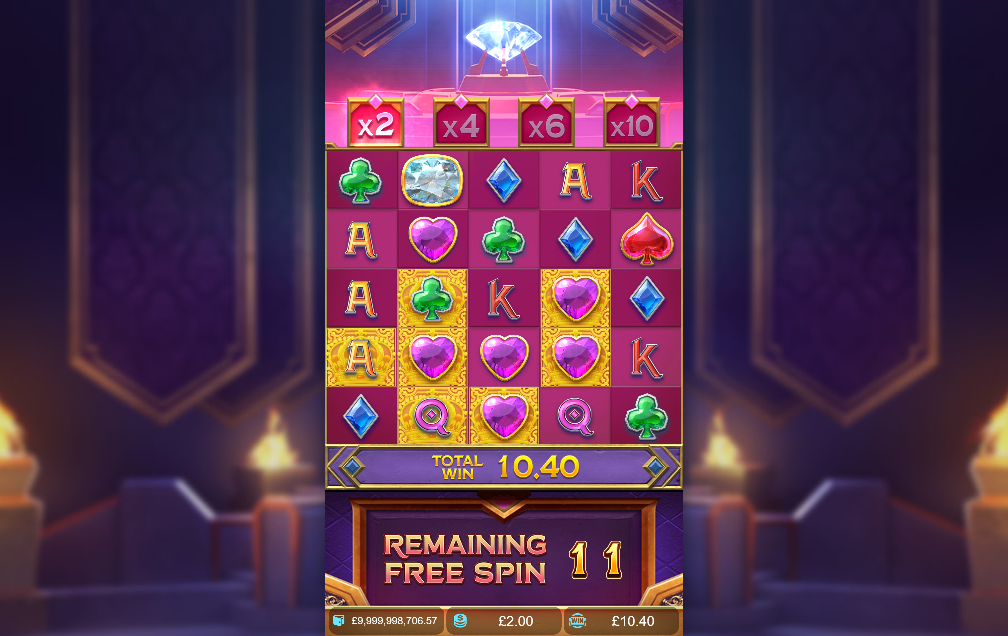 x2 x4 x6 x10
A K
A
A K
A K
Q Q
TOTAL WIN 10.40
REMAINING
FREE SPIN 11
£9,999,998,706.57 £2.00 WIN £10.40